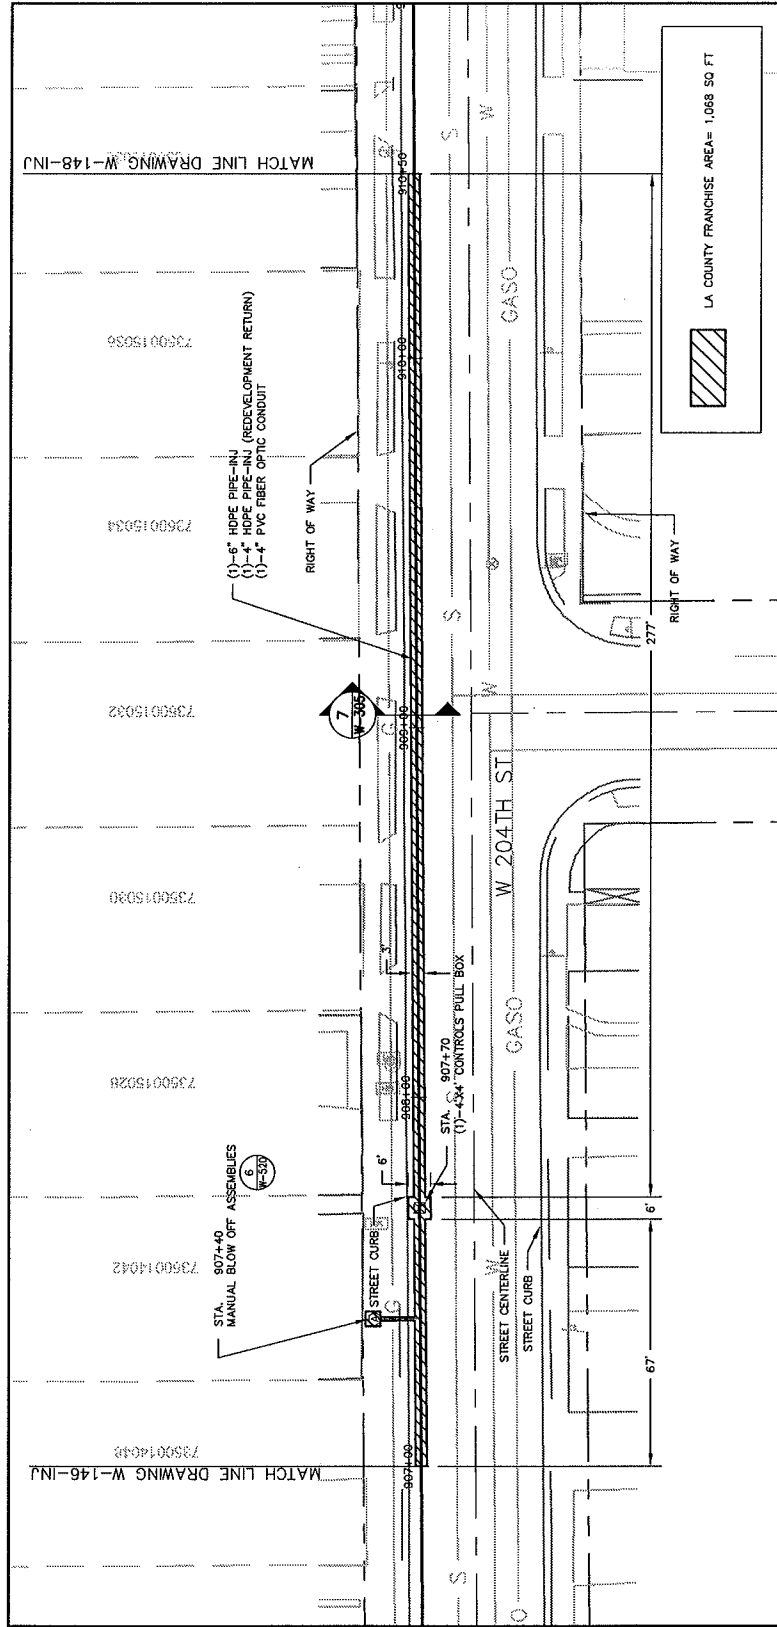 MATCH LINE DRAWING W-146-INJ
7350014048
907+00
STA. 907+40
MANUAL BLOW OFF ASSEMBLIES
6
W-520
7350014042
STREET CURB
G
6'
7350015028
908+00
STA. 907+70
(1)-4'X4' CONTROLS PULL BOX
3'
7350015030
7350015032
7
W-305
909+00
G
(1)-6" HDPE PIPE-INJ
(1)-4" HDPE PIPE-INJ (REDEVELOPMENT RETURN)
(1)-4" PVC FIBER OPTIC CONDUIT
RIGHT OF WAY
7350015034
7350015036
910+00
910+50
MATCH LINE DRAWING W-148-INJ
S
S
S
S
W
W
W
STREET CENTERLINE
STREET CURB
GASO
GASO
O
W 204TH ST
RIGHT OF WAY
67'
6'
277'
LA COUNTY FRANCHISE AREA= 1,068 SQ FT